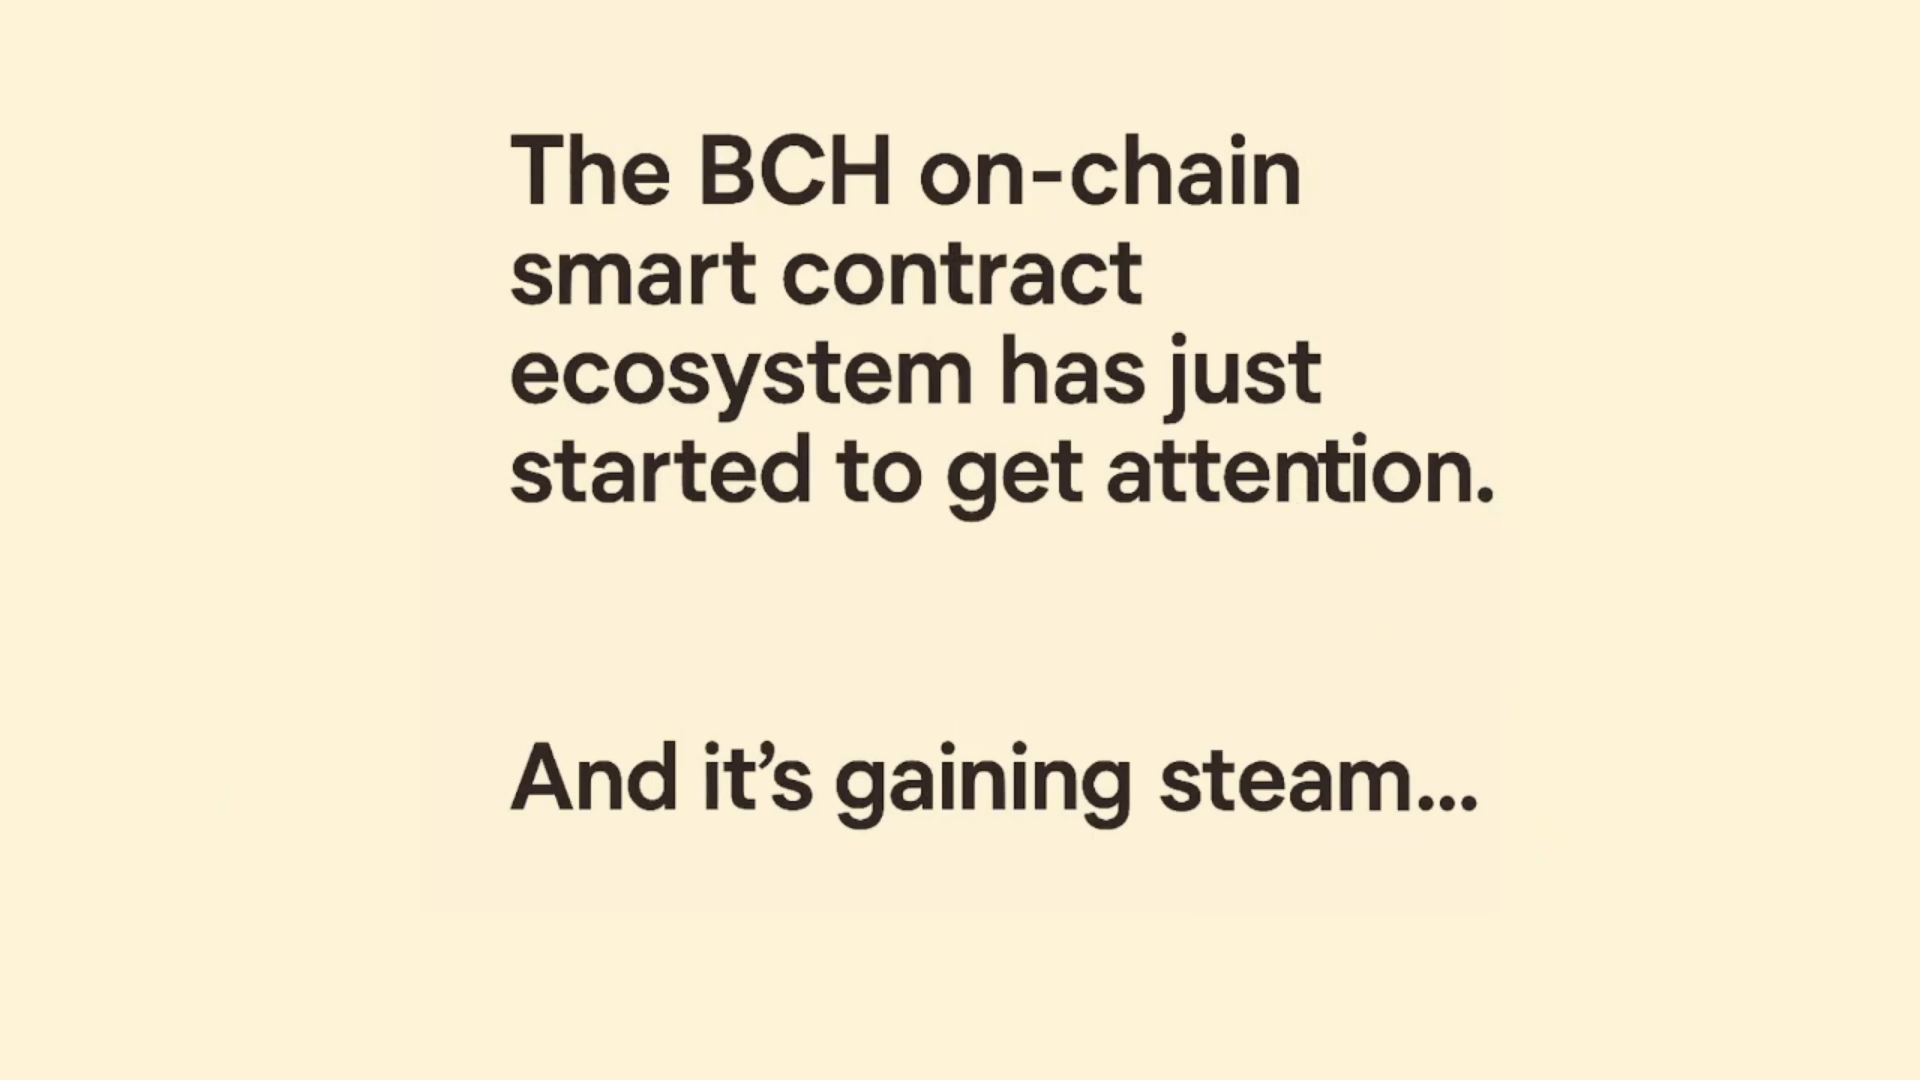 The BCH on-chain
smart contract
ecosystem has just
started to get attention.
And it’s gaining steam...